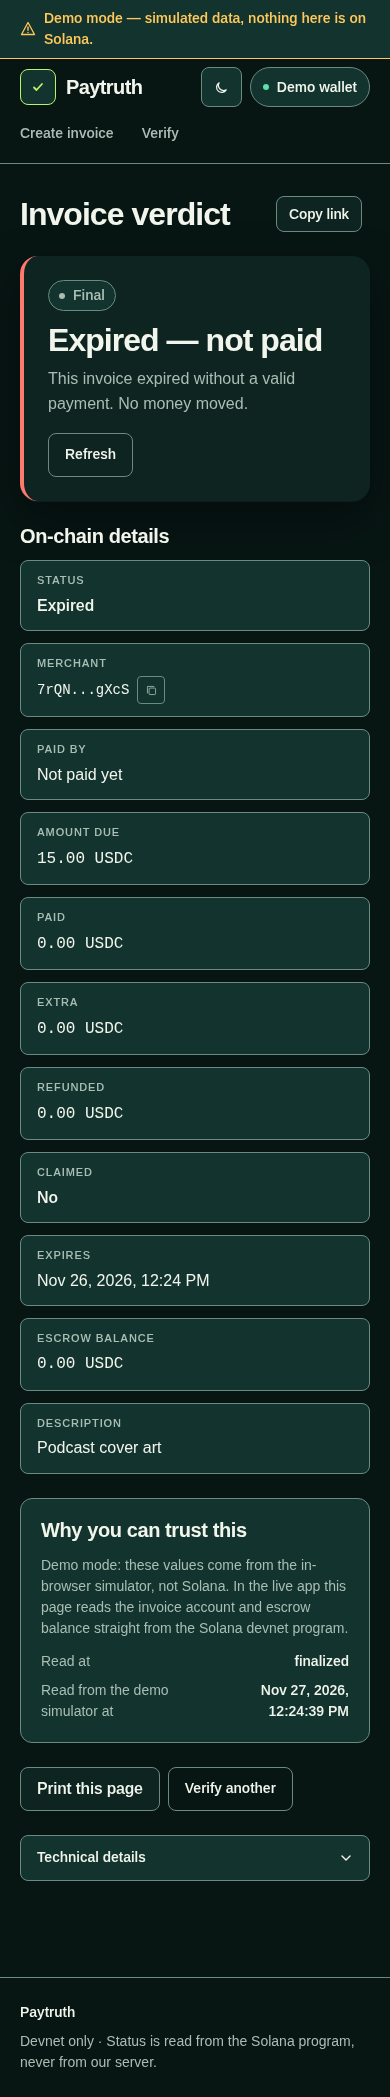 Demo mode — simulated data, nothing here is on
Solana.
Paytruth
Demo wallet
Create invoice
Verify
Invoice verdict
Copy link
Final
Expired — not paid
This invoice expired without a valid
payment. No money moved.
Refresh
On-chain details
STATUS
Expired
MERCHANT
7rQN...gXcS
PAID BY
Not paid yet
AMOUNT DUE
15.00 USDC
PAID
0.00 USDC
EXTRA
0.00 USDC
REFUNDED
0.00 USDC
CLAIMED
No
EXPIRES
Nov 26, 2026, 12:24 PM
ESCROW BALANCE
0.00 USDC
DESCRIPTION
Podcast cover art
Why you can trust this
Demo mode: these values come from the in-
browser simulator, not Solana. In the live app this
page reads the invoice account and escrow
balance straight from the Solana devnet program.
Read at
finalized
Read from the demo
simulator at
Nov 27, 2026,
12:24:39 PM
Print this page
Verify another
Technical details
Paytruth
Devnet only · Status is read from the Solana program,
never from our server.